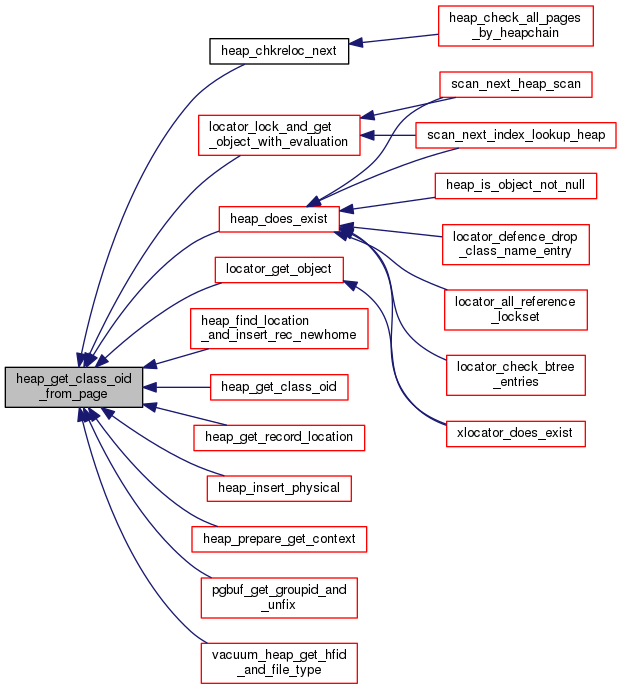 heap_get_class_oid
_from_page
heap_chkreloc_next
locator_lock_and_get
_object_with_evaluation
heap_does_exist
locator_get_object
heap_find_location
_and_insert_rec_newhome
heap_get_class_oid
heap_get_record_location
heap_insert_physical
heap_prepare_get_context
pgbuf_get_groupid_and
_unfix
vacuum_heap_get_hfid
_and_file_type
heap_check_all_pages
_by_heapchain
scan_next_heap_scan
scan_next_index_lookup_heap
heap_is_object_not_null
locator_defence_drop
_class_name_entry
locator_all_reference
_lockset
locator_check_btree
_entries
xlocator_does_exist